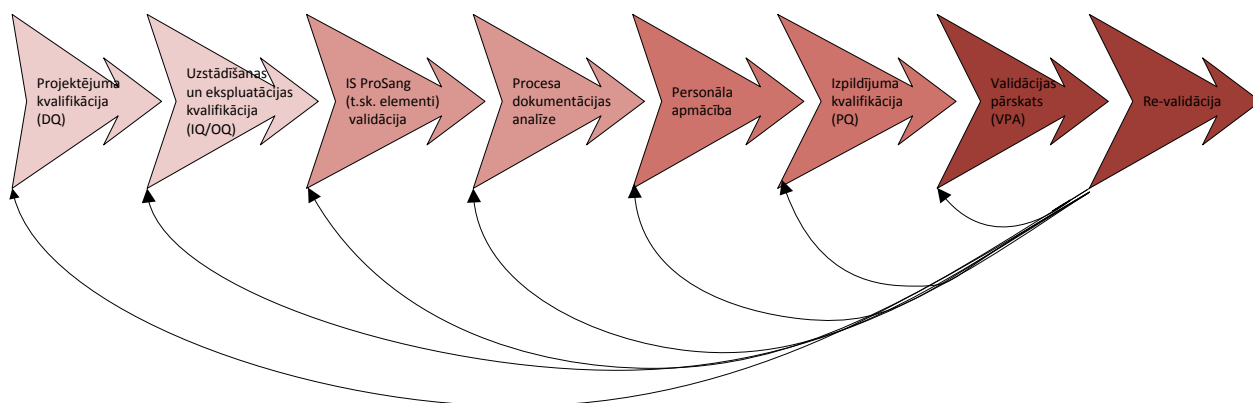 Projektējuma
kvalifikācija
(DQ)
Uzstādīšanas
un ekspluatācijas
kvalifikācija
(IQ/OQ)
IS ProSang
(t.sk. elementi)
validācija
Procesa
dokumentācijas
analīze
Personāla
apmācība
Izpildījuma
kvalifikācija
(PQ)
Validācijas
pārskats
(VPA)
Re-validācija